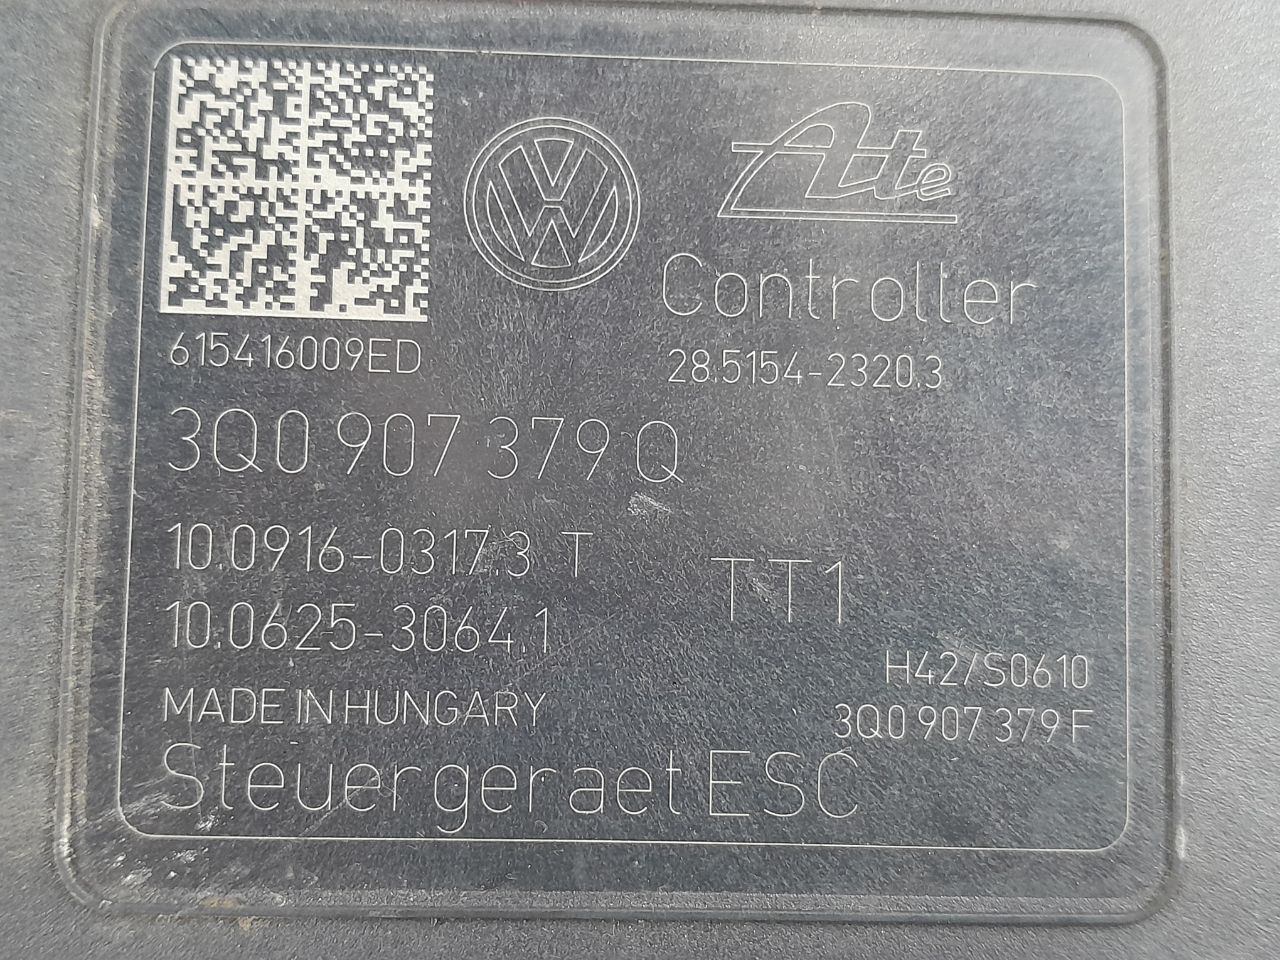 Ate
Controller
615416009ED
28.5154-2320.3
3Q0 907 379 Q
10.0916-0317.3 T
TT1
10.0625-3064.1
H42/S0610
MADE IN HUNGARY
3Q0 907 379 F
Steuergeraet ESC